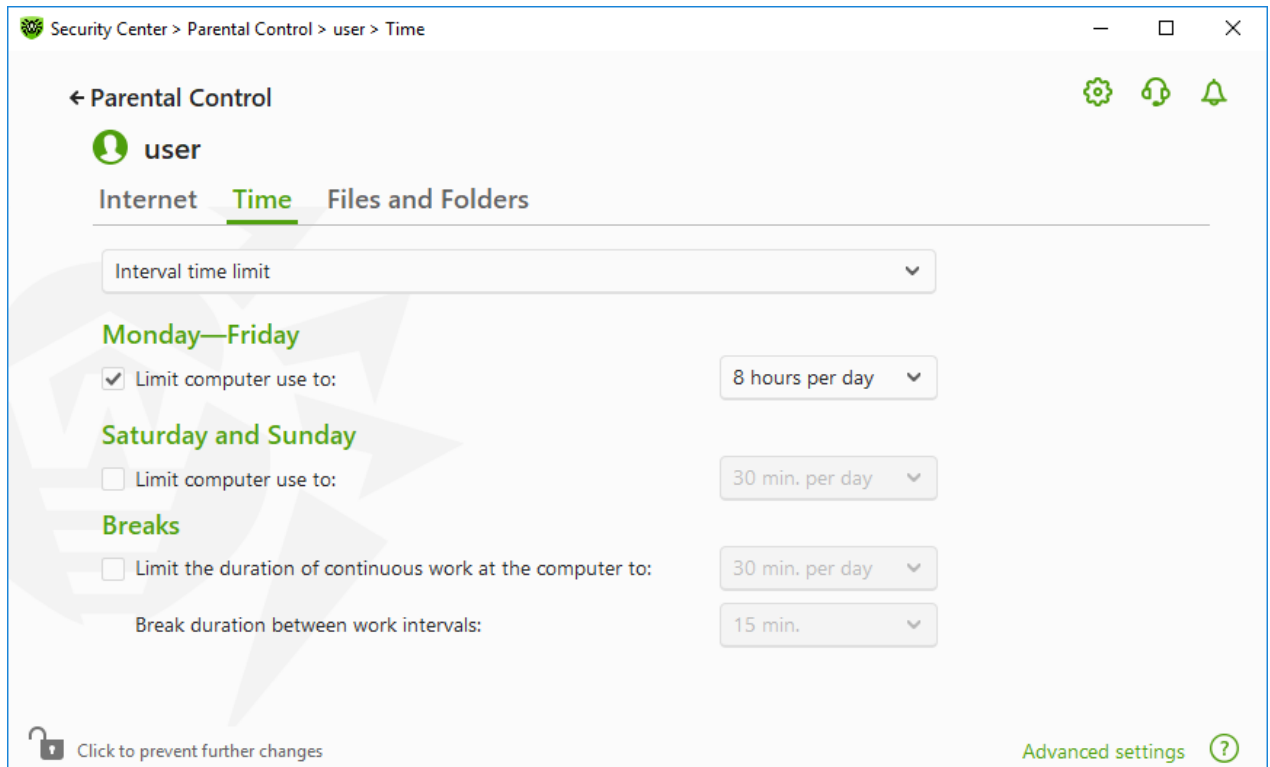 Security Center > Parental Control > user > Time
Parental Control
user
Internet Time Files and Folders
Interval time limit
Monday—Friday
Limit computer use to: 8 hours per day
Saturday and Sunday
Limit computer use to: 30 min. per day
Breaks
Limit the duration of continuous work at the computer to: 30 min. per day
Break duration between work intervals: 15 min.
Click to prevent further changes Advanced settings ?